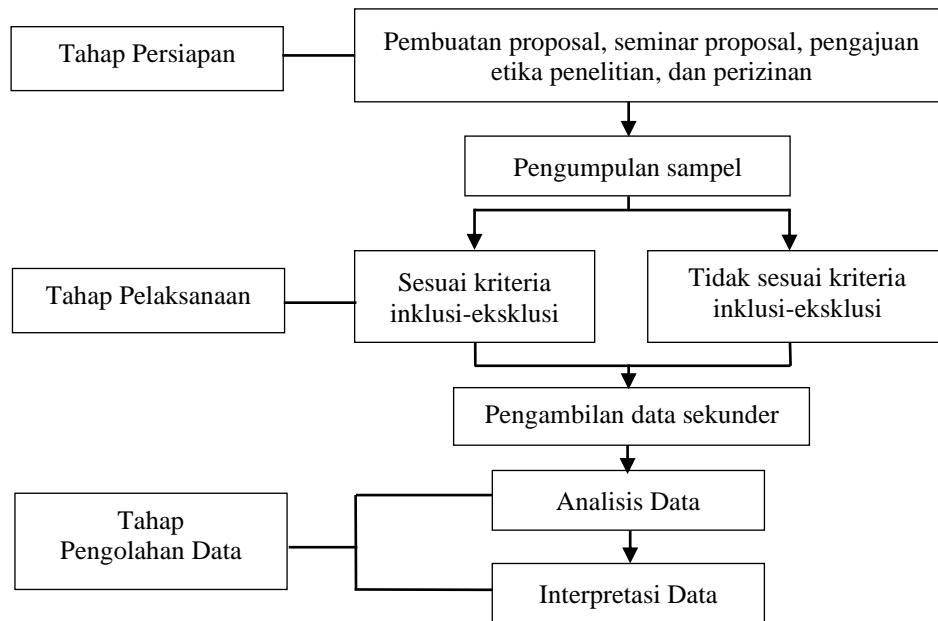 Tahap Persiapan
Pembuatan proposal, seminar proposal, pengajuan
etika penelitian, dan perizinan
Pengumpulan sampel
Tahap Pelaksanaan
Sesuai kriteria
inklusi-eksklusi
Tidak sesuai kriteria
inklusi-eksklusi
Pengambilan data sekunder
Tahap
Pengolahan Data
Analisis Data
Interpretasi Data